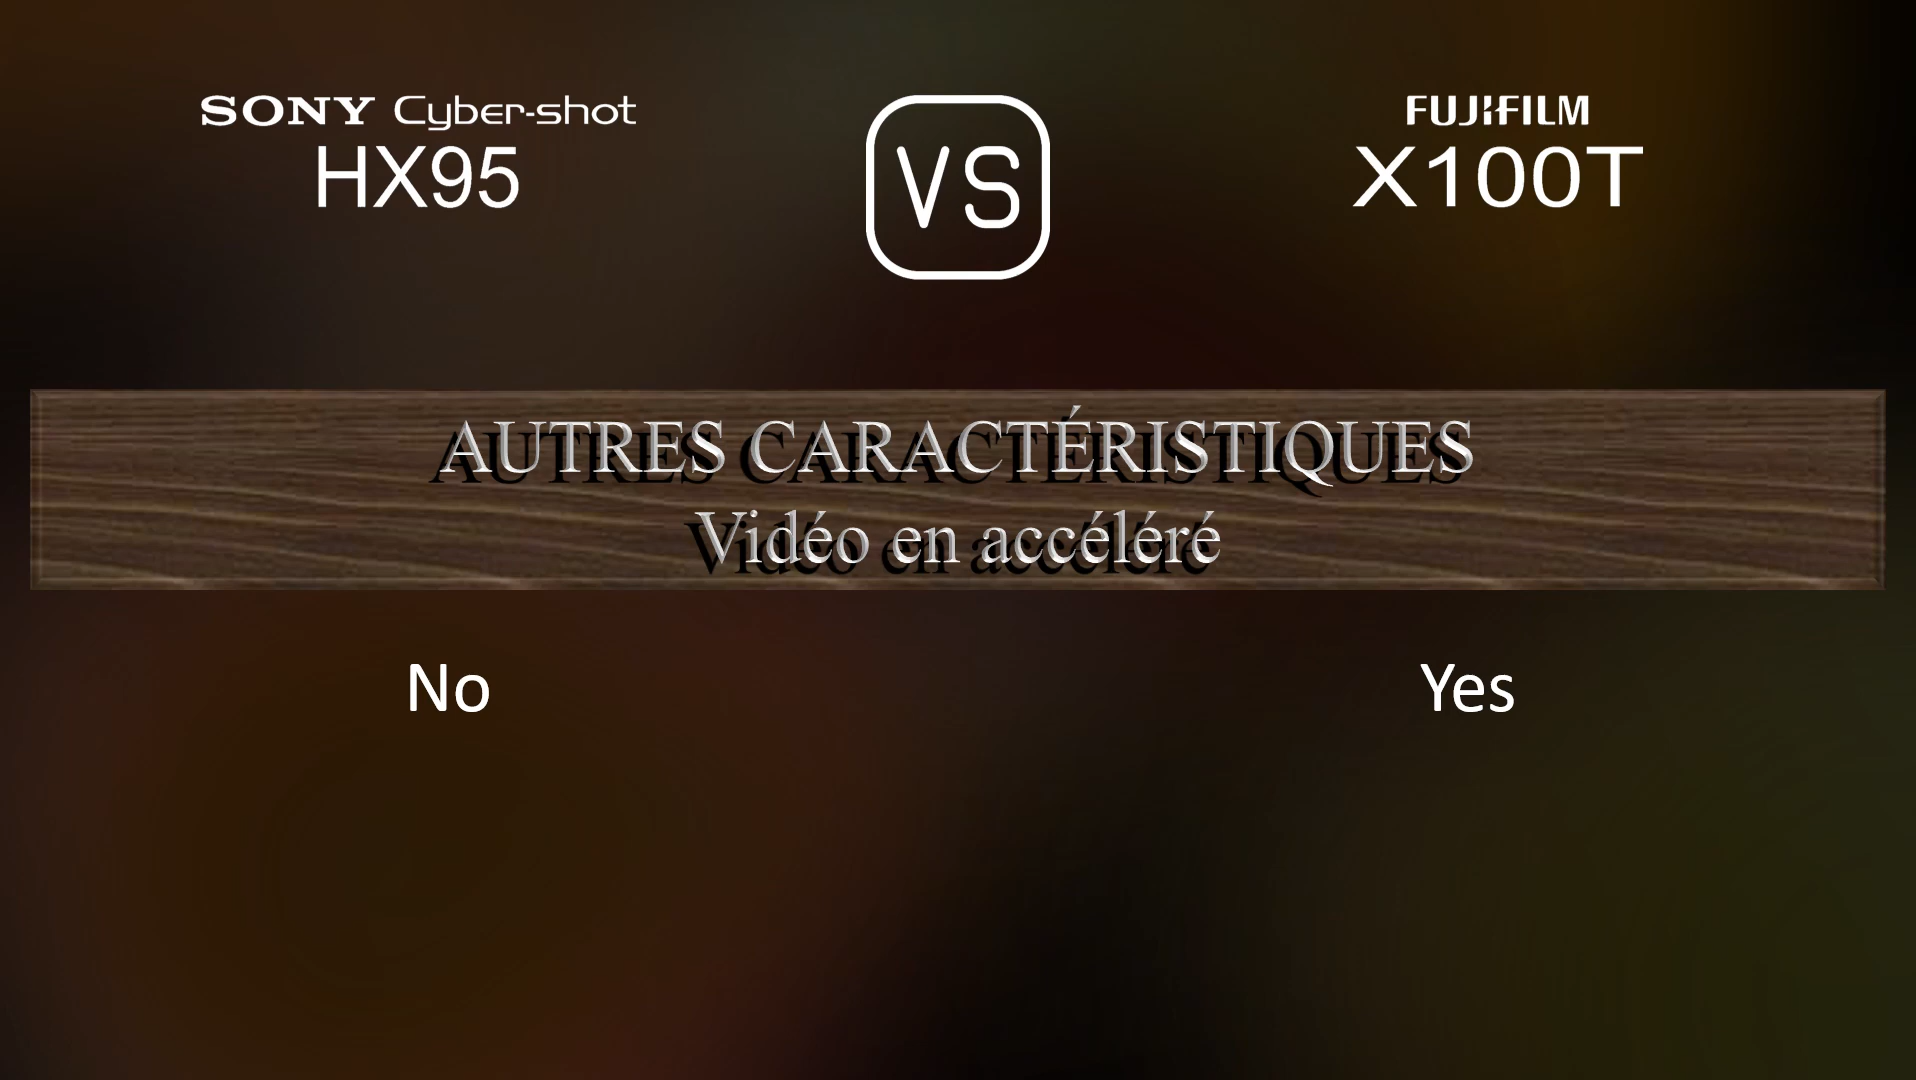 SONY Cyber-shot
HX95
VS
FUJIFILM
X100T
AUTRES CARACTÉRISTIQUES
Vidéo en accéléré
No
Yes